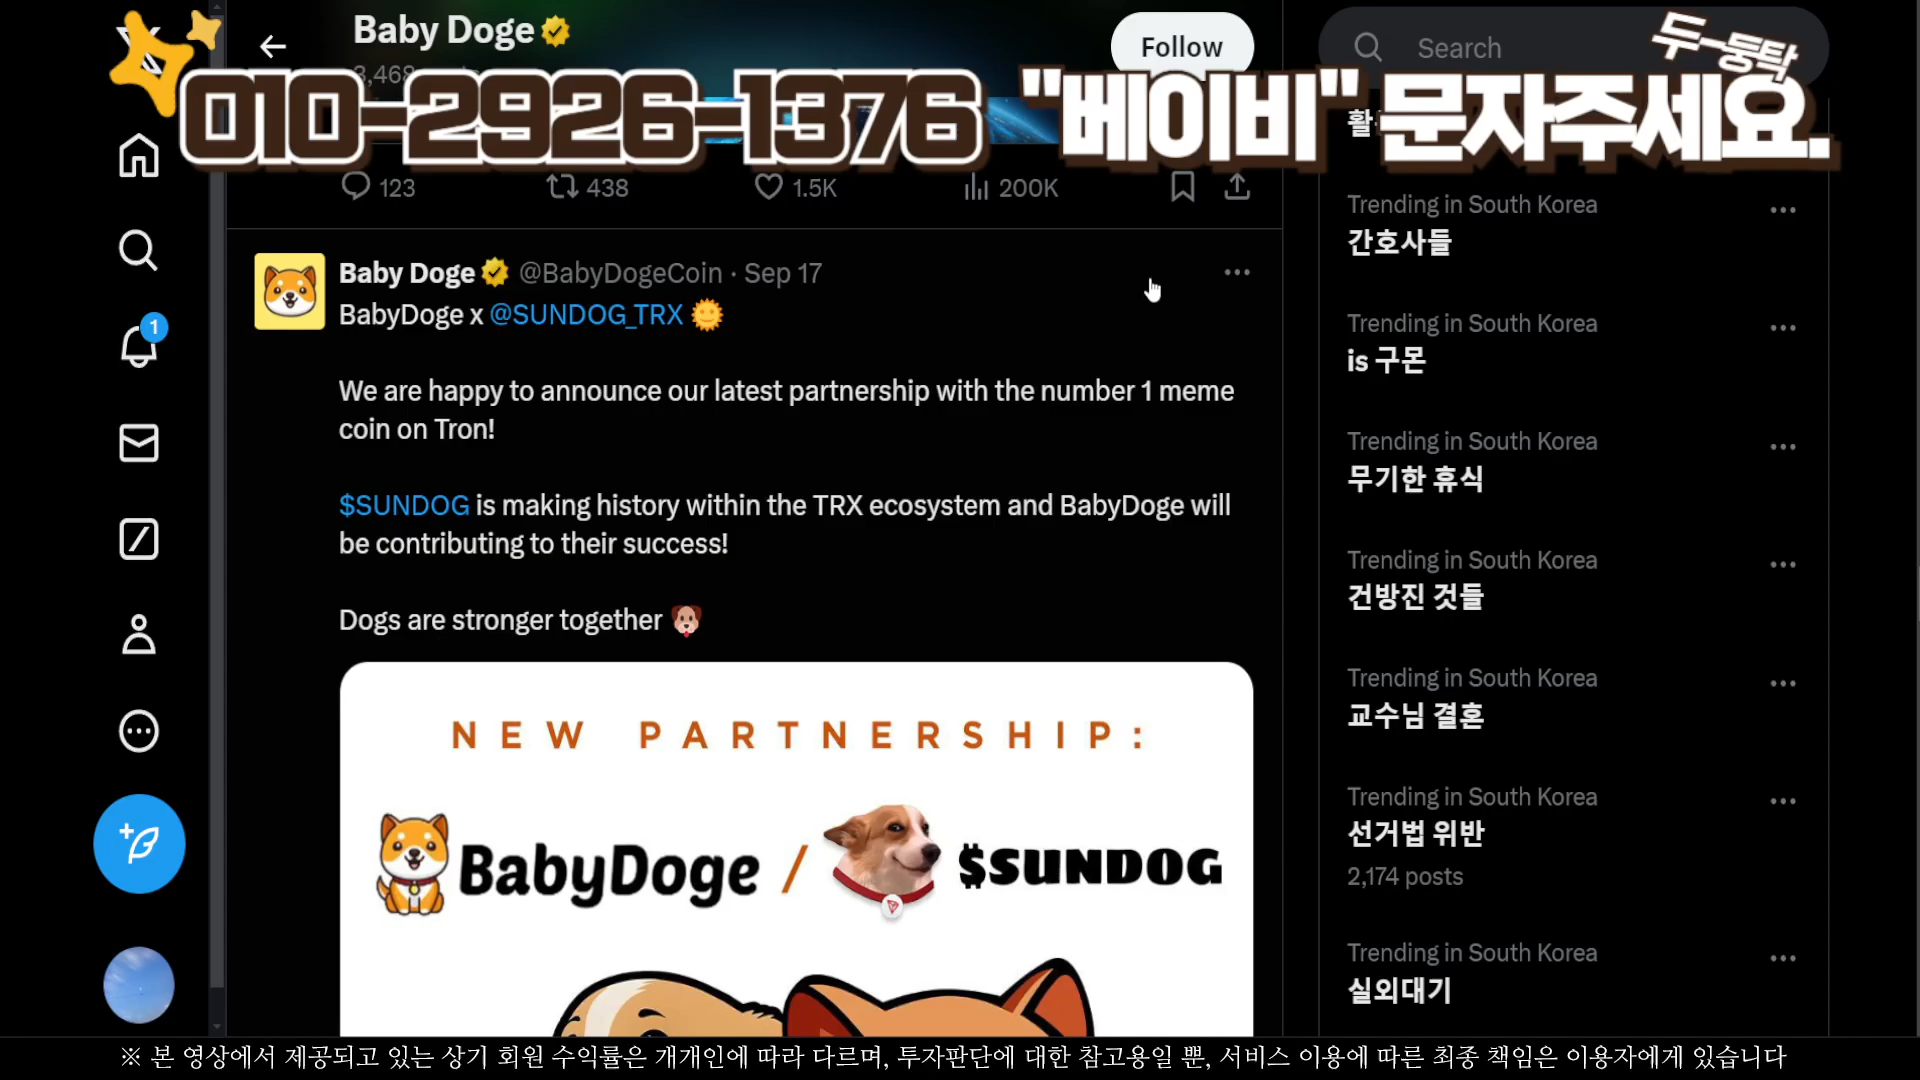 Baby Doge
Follow
Search
두-둥탁
010-2926-1376 "베이비" 문자주세요.
123
438
1.5K
200K
Baby Doge @BabyDogeCoin · Sep 17
BabyDoge x @SUNDOG_TRX
We are happy to announce our latest partnership with the number 1 meme
coin on Tron!
$SUNDOG is making history within the TRX ecosystem and BabyDoge will
be contributing to their success!
Dogs are stronger together
NEW PARTNERSHIP:
BabyDoge / $SUNDOG
1
Trending in South Korea
간호사들
Trending in South Korea
is 구몬
Trending in South Korea
무기한 휴식
Trending in South Korea
건방진 것들
Trending in South Korea
교수님 결혼
Trending in South Korea
선거법 위반
2,174 posts
Trending in South Korea
실외대기
※ 본 영상에서 제공되고 있는 상기 회원 수익률은 개개인에 따라 다르며, 투자판단에 대한 참고용일 뿐, 서비스 이용에 따른 최종 책임은 이용자에게 있습니다